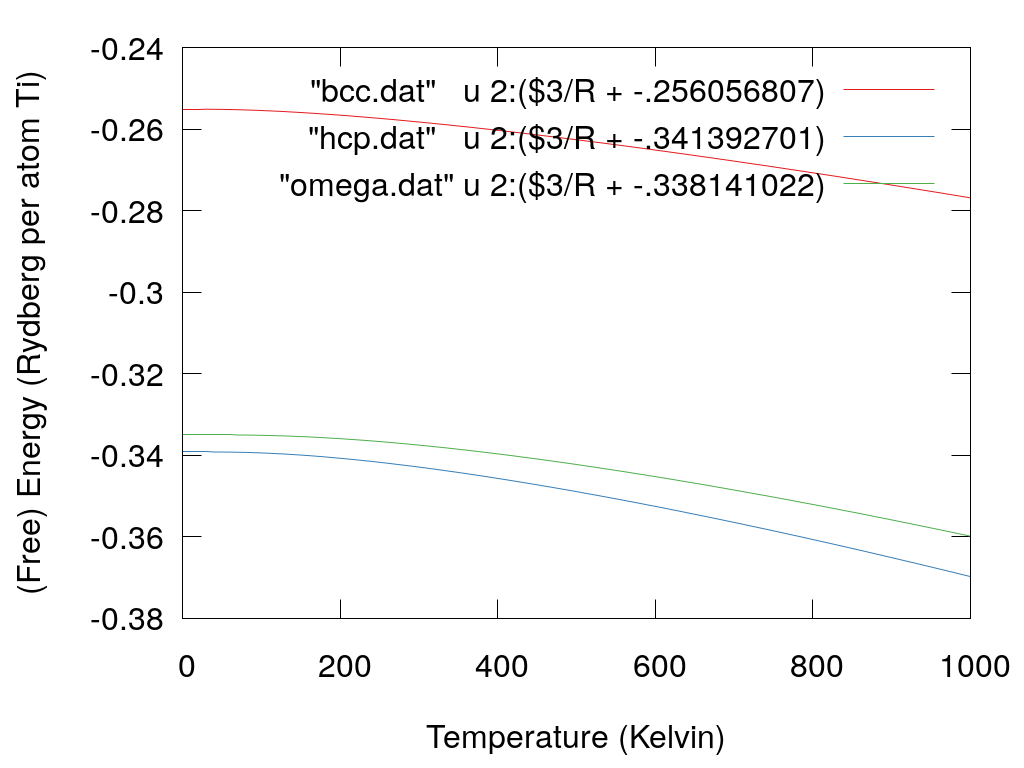 -0.24
-0.26
-0.28
-0.3
-0.32
-0.34
-0.36
-0.38
0 200 400 600 800 1000
(Free) Energy (Rydberg per atom Ti)
Temperature (Kelvin)
"bcc.dat" u 2:($3/R + -.256056807)
"hcp.dat" u 2:($3/R + -.341392701)
"omega.dat" u 2:($3/R + -.338141022)